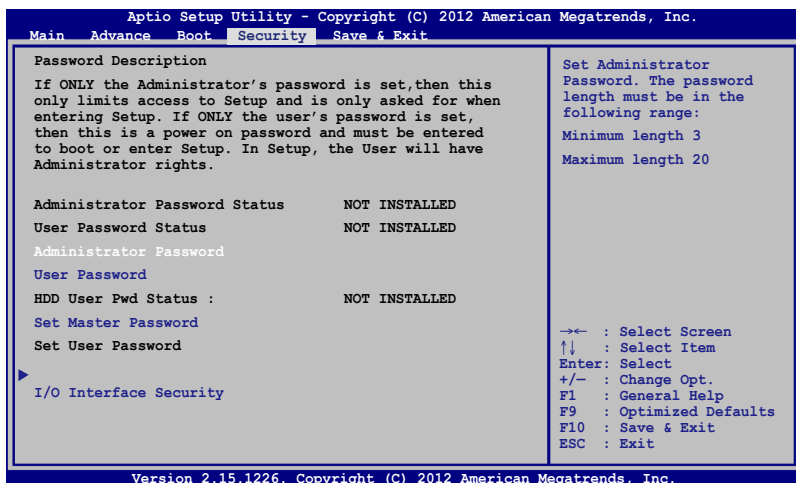 Aptio Setup Utility - Copyright (C) 2012 American Megatrends, Inc.
Main Advance Boot Security Save & Exit
Password Description
If ONLY the Administrator's password is set,then this
only limits access to Setup and is only asked for when
entering Setup. If ONLY the user's password is set,
then this is a power on password and must be entered
to boot or enter Setup. In Setup, the User will have
Administrator rights.
Administrator Password Status NOT INSTALLED
User Password Status NOT INSTALLED
Administrator Password
User Password
HDD User Pwd Status : NOT INSTALLED
Set Master Password
Set User Password
I/O Interface Security
Set Administrator
Password. The password
length must be in the
following range:
Minimum length 3
Maximum length 20
→← : Select Screen
↑↓ : Select Item
Enter: Select
+/— : Change Opt.
F1 : General Help
F9 : Optimized Defaults
F10 : Save & Exit
ESC : Exit
Version 2.15.1226. Copyright (C) 2012 American Megatrends, Inc.